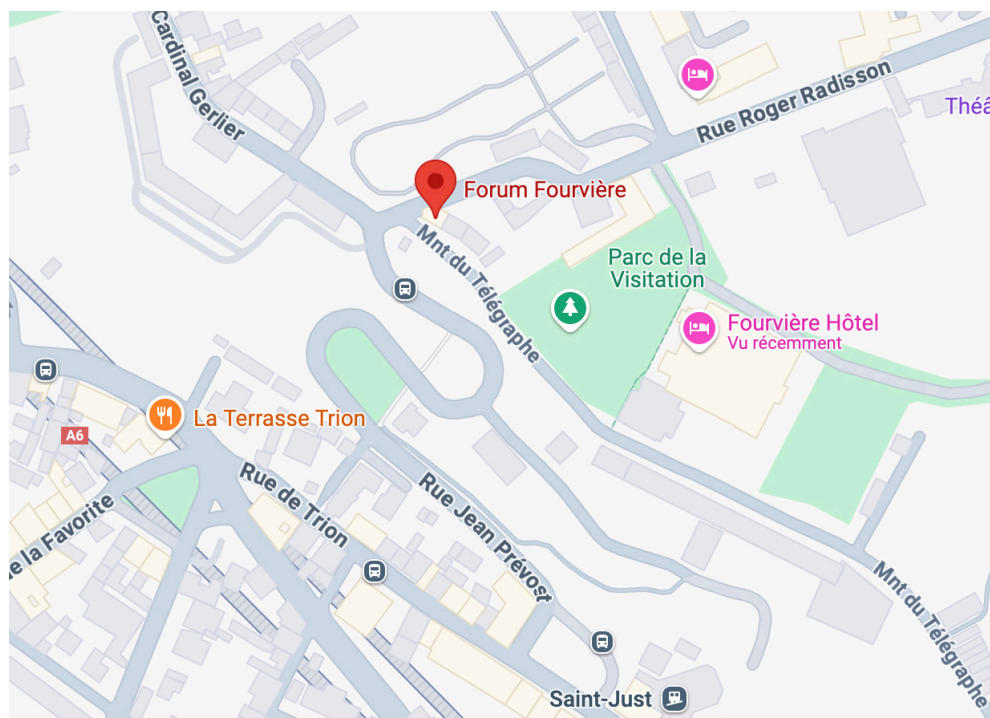 Cardinal Gerlier
Rue Roger Radisson
Théâ
Forum Fourvière
Mnt du Télégraphe
Parc de la
Visitation
Fourvière Hôtel
Vu récemment
La Terrasse Trion
A6
Rue de Trion
Rue Jean Prévost
e la Favorite
Mnt du Télégraphe
Saint-Just